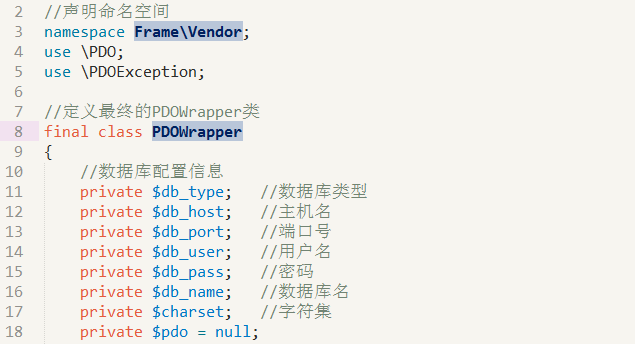 2 //声明命名空间
3 namespace Frame\Vendor;
4 use \PDO;
5 use \PDOException;
6
7 //定义最终的PDOWrapper类
8 final class PDOWrapper
9 {
10 //数据库配置信息
11 private $db_type; //数据库类型
12 private $db_host; //主机名
13 private $db_port; //端口号
14 private $db_user; //用户名
15 private $db_pass; //密码
16 private $db_name; //数据库名
17 private $charset; //字符集
18 private $pdo = null;